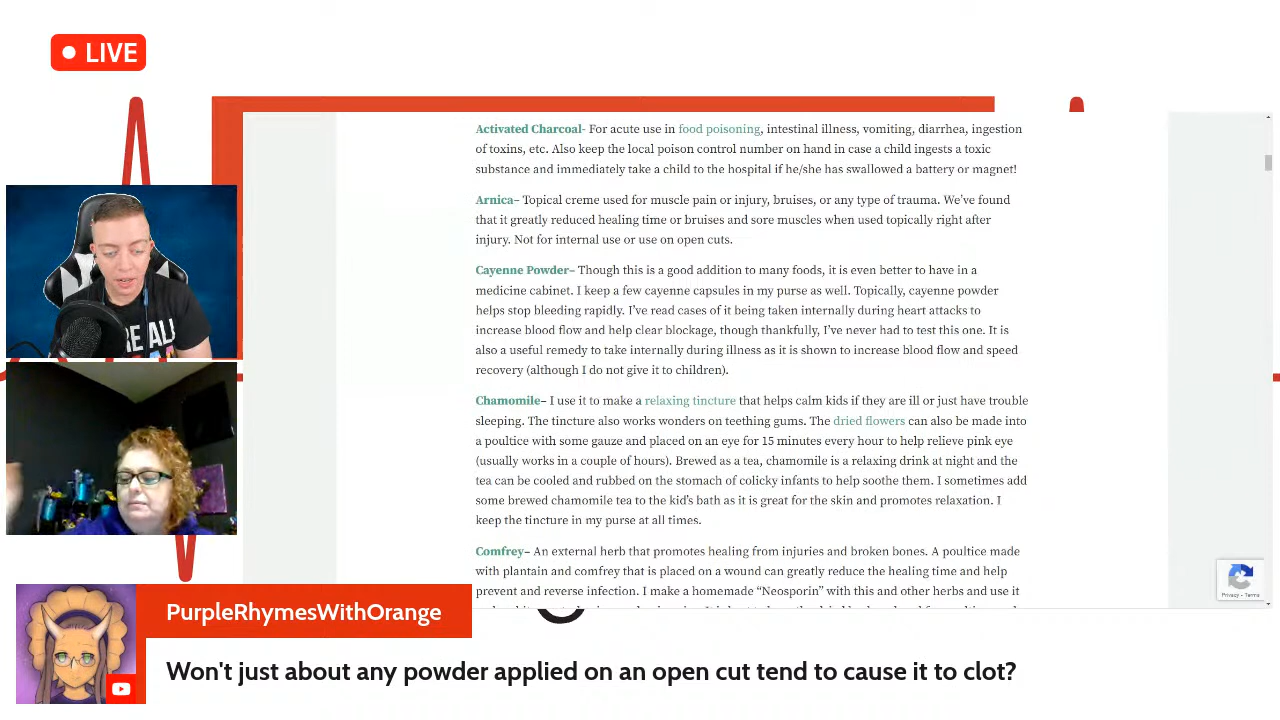 LIVE
Activated Charcoal- For acute use in food poisoning, intestinal illness, vomiting, diarrhea, ingestion
of toxins, etc. Also keep the local poison control number on hand in case a child ingests a toxic
substance and immediately take a child to the hospital if he/she has swallowed a battery or magnet!
Arnica– Topical creme used for muscle pain or injury, bruises, or any type of trauma. We've found
that it greatly reduced healing time or bruises and sore muscles when used topically right after
injury. Not for internal use or use on open cuts.
Cayenne Powder– Though this is a good addition to many foods, it is even better to have in a
medicine cabinet. I keep a few cayenne capsules in my purse as well. Topically, cayenne powder
helps stop bleeding rapidly. I've read cases of it being taken internally during heart attacks to
increase blood flow and help clear blockage, though thankfully, I've never had to test this one. It is
also a useful remedy to take internally during illness as it is shown to increase blood flow and speed
recovery (although I do not give it to children).
Chamomile– I use it to make a relaxing tincture that helps calm kids if they are ill or just have trouble
sleeping. The tincture also works wonders on teething gums. The dried flowers can also be made into
a poultice with some gauze and placed on an eye for 15 minutes every hour to help relieve pink eye
(usually works in a couple of hours). Brewed as a tea, chamomile is a relaxing drink at night and the
tea can be cooled and rubbed on the stomach of colicky infants to help soothe them. I sometimes add
some brewed chamomile tea to the kid's bath as it is great for the skin and promotes relaxation. I
keep the tincture in my purse at all times.
Comfrey– An external herb that promotes healing from injuries and broken bones. A poultice made
with plantain and comfrey that is placed on a wound can greatly reduce the healing time and help
prevent and reverse infection. I make a homemade “Neosporin” with this and other herbs and use it
Privacy - Terms
RE ALL
PurpleRhymesWithOrange
Won't just about any powder applied on an open cut tend to cause it to clot?